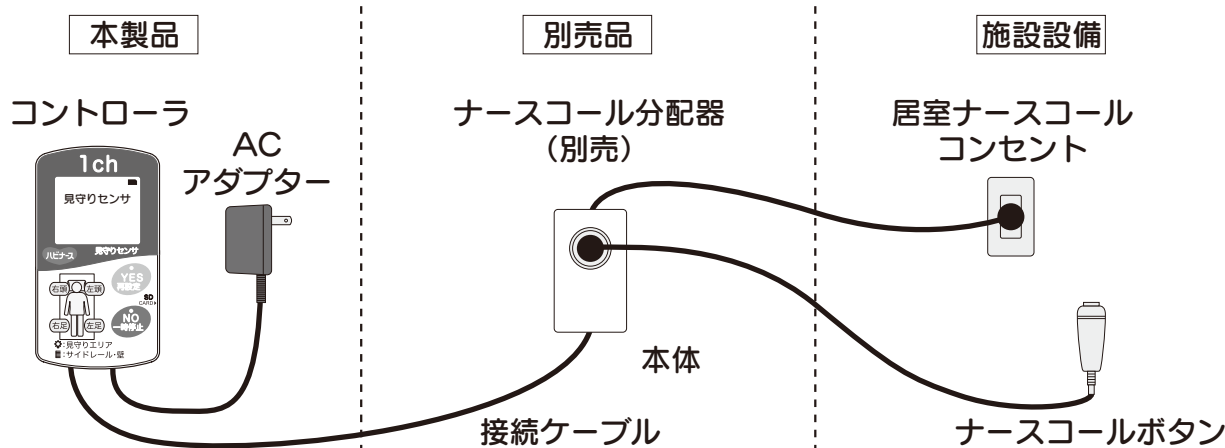 本製品
別売品
施設設備
コントローラ
AC
アダプター
ナースコール分配器
(別売)
居室ナースコール
コンセント
1ch
見守りセンサ
ハビナース
見守りセンサ
YES
再設定
右頭
左頭
SD
CARD
NO
一時停止
右足
左足
:見守りエリア
:サイドレール・壁
本体
接続ケーブル
ナースコールボタン